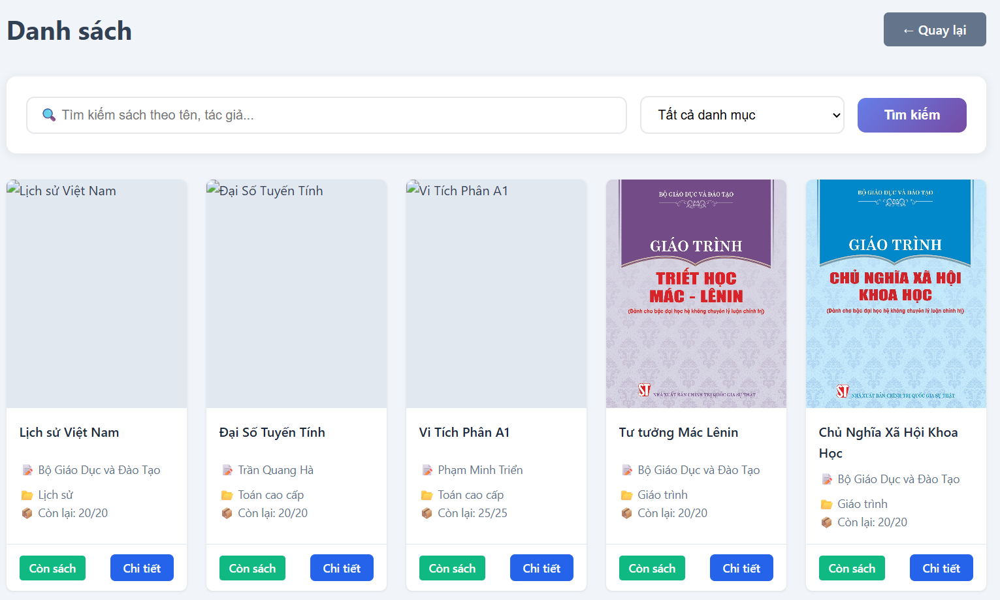 Danh sách
← Quay lại
🔍 Tìm kiếm sách theo tên, tác giả...
Tất cả danh mục
Tìm kiếm
Lịch sử Việt Nam
Đại Số Tuyến Tính
Vi Tích Phân A1
BỘ GIÁO DỤC VÀ ĐÀO TẠO
GIÁO TRÌNH
TRIẾT HỌC
MÁC - LÊNIN
(Dành cho bậc đại học hệ không chuyên lý luận chính trị)
ST NHÀ XUẤT BẢN CHÍNH TRỊ QUỐC GIA SỰ THẬT
BỘ GIÁO DỤC VÀ ĐÀO TẠO
GIÁO TRÌNH
CHỦ NGHĨA XÃ HỘI
KHOA HỌC
(Dành cho bậc đại học hệ không chuyên lý luận chính trị)
ST NHÀ XUẤT BẢN CHÍNH TRỊ QUỐC GIA SỰ THẬT
Lịch sử Việt Nam
📝 Bộ Giáo Dục và Đào Tạo
📁 Lịch sử
📦 Còn lại: 20/20
Còn sách
Chi tiết
Đại Số Tuyến Tính
📝 Trần Quang Hà
📁 Toán cao cấp
📦 Còn lại: 20/20
Còn sách
Chi tiết
Vi Tích Phân A1
📝 Phạm Minh Triển
📁 Toán cao cấp
📦 Còn lại: 25/25
Còn sách
Chi tiết
Tư tưởng Mác Lênin
📝 Bộ Giáo Dục và Đào Tạo
📁 Giáo trình
📦 Còn lại: 20/20
Còn sách
Chi tiết
Chủ Nghĩa Xã Hội Khoa
Học
📝 Bộ Giáo Dục và Đào Tạo
📁 Giáo trình
📦 Còn lại: 20/20
Còn sách
Chi tiết